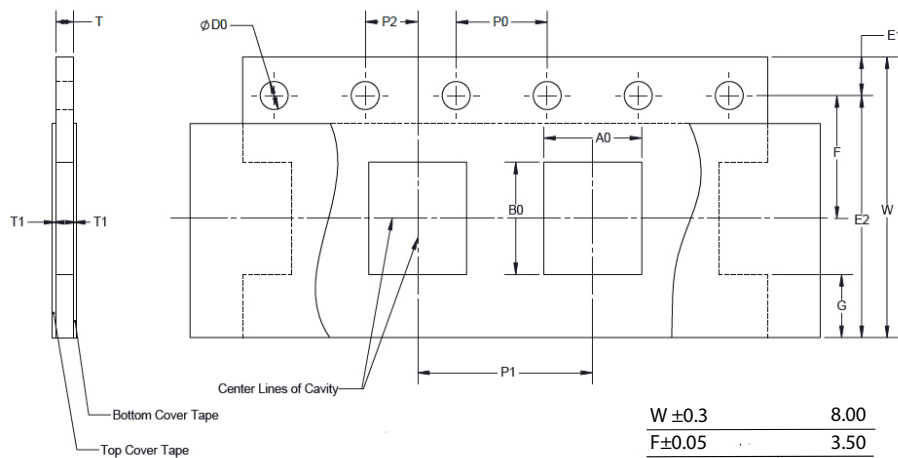 T
P2
P0
E1
ϕD0
A0
F
T1
T1
B0
E2
W
G
P1
Center Lines of Cavity
Bottom Cover Tape
Top Cover Tape
W ±0.3 8.00
F±0.05 3.50